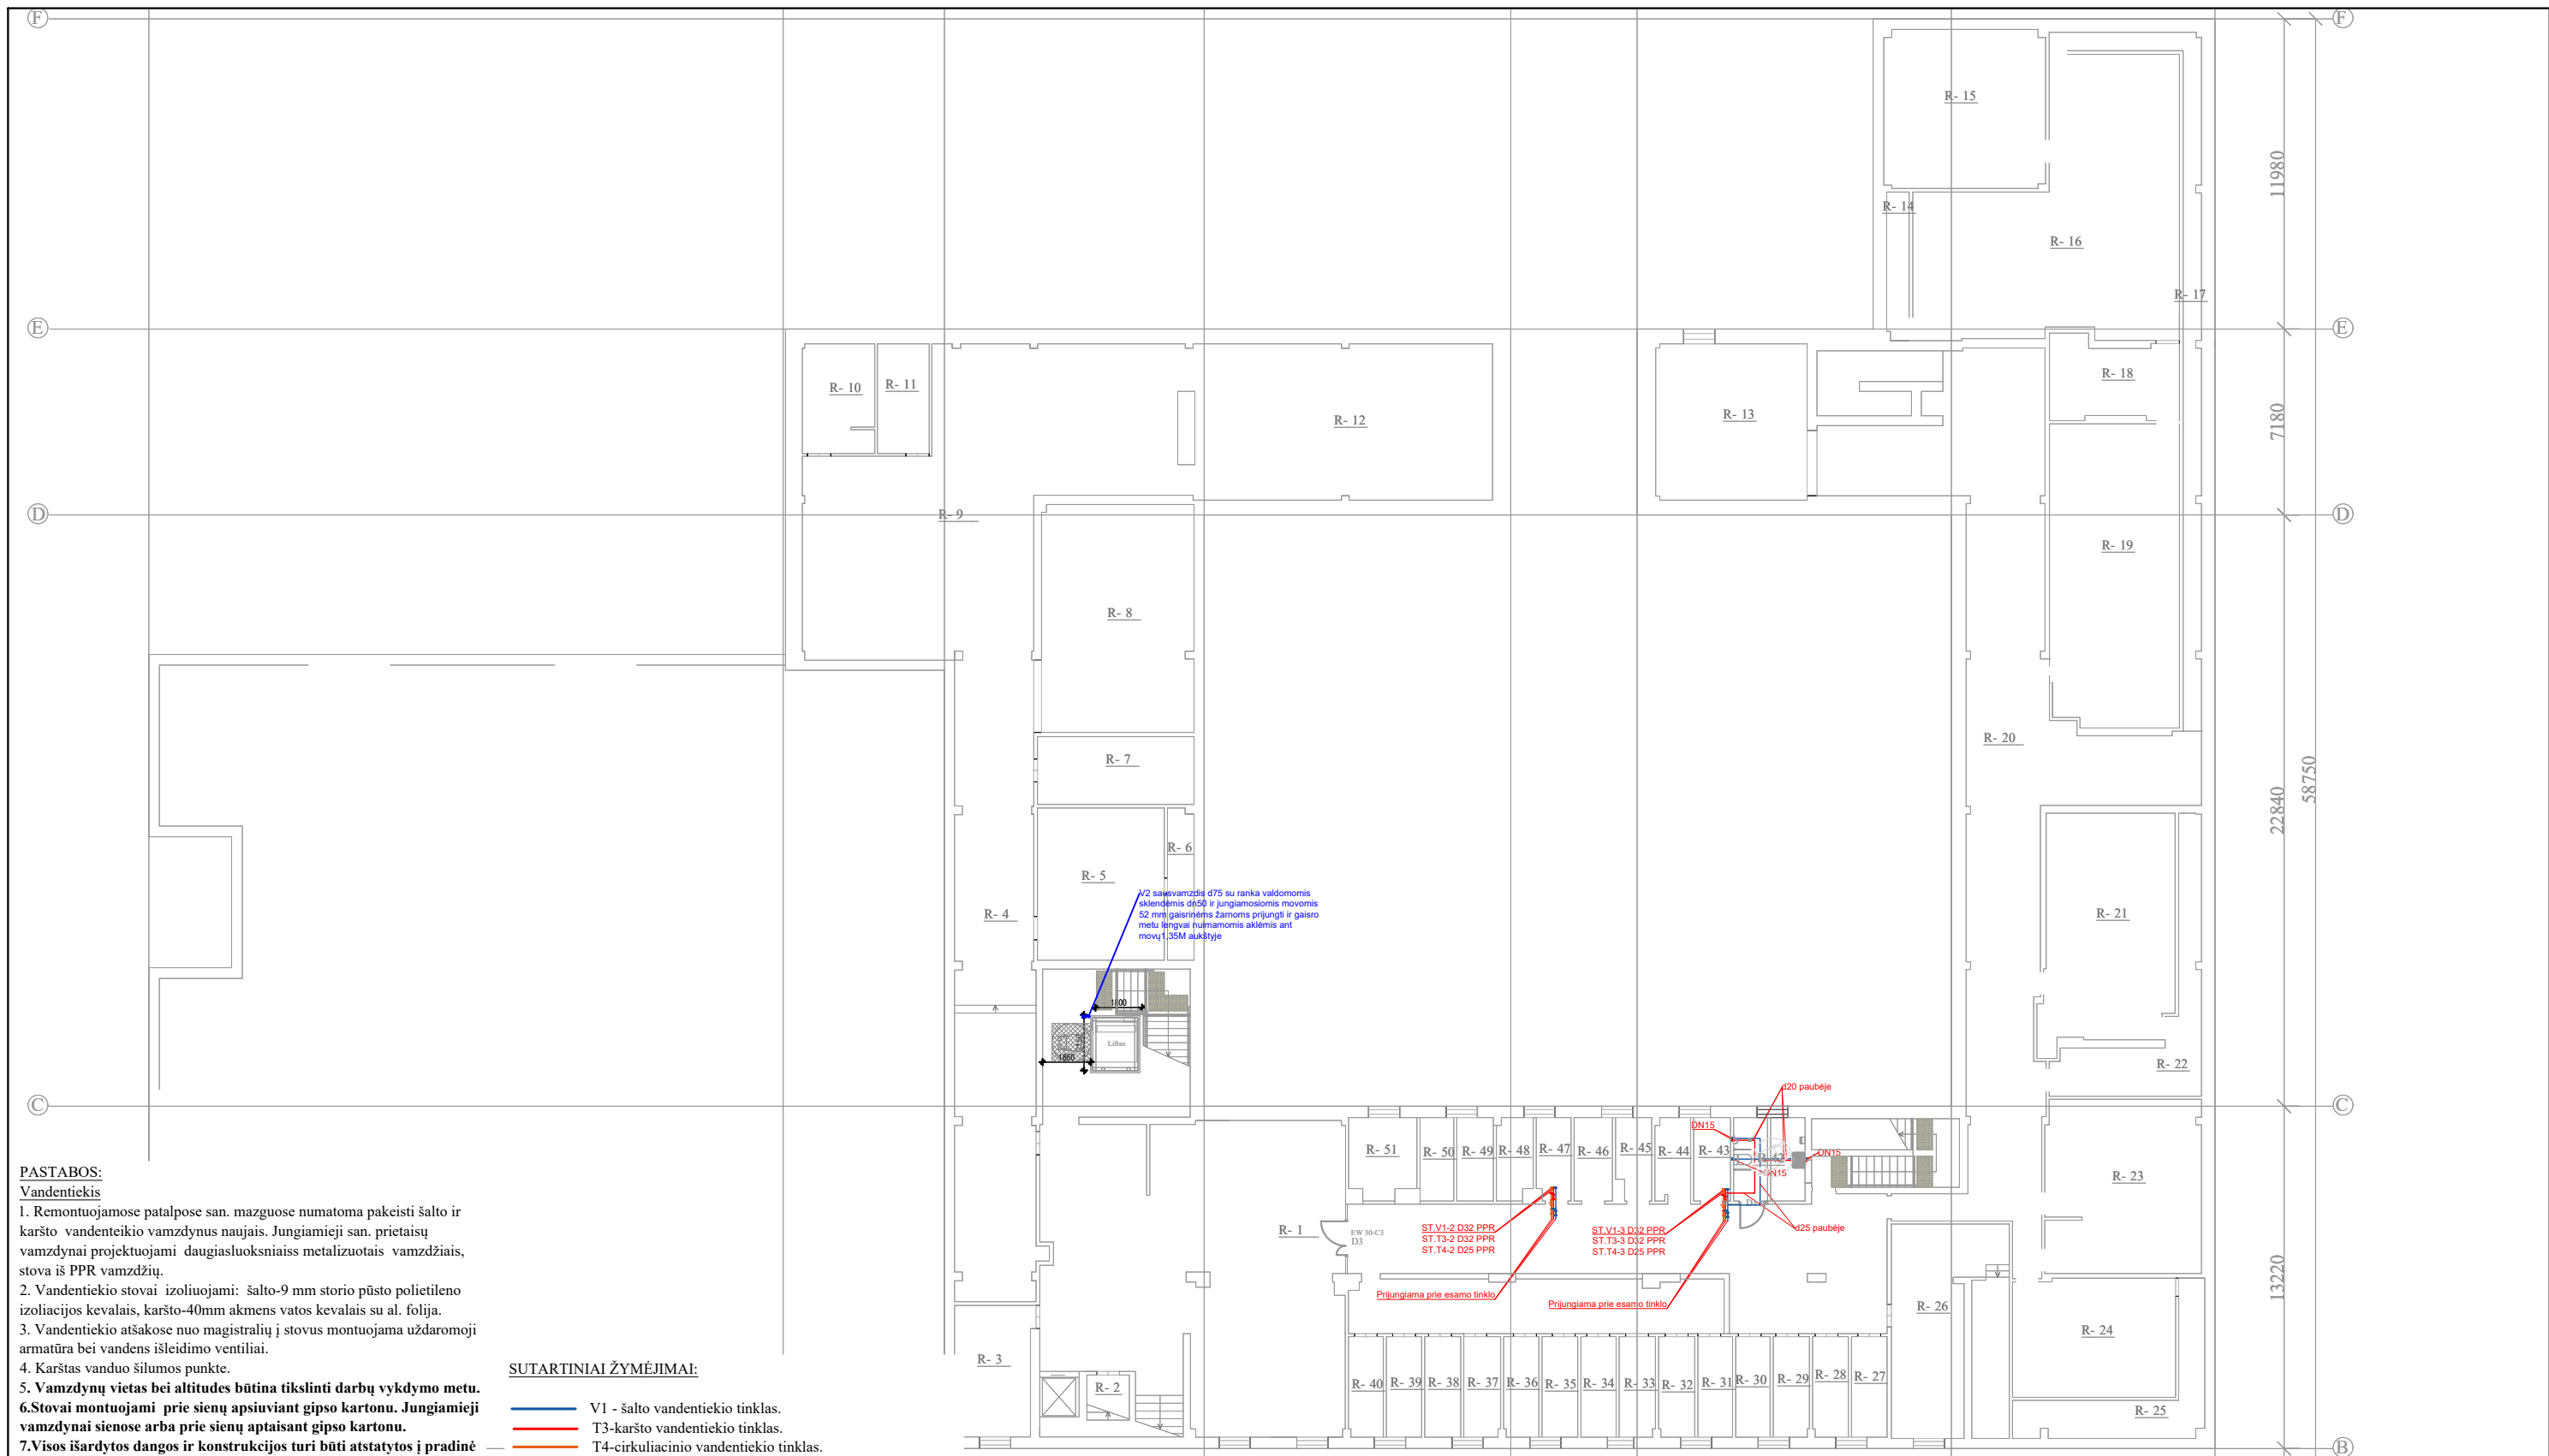 F
F
R- 15
11980
R- 14
R- 16
R- 17
E
E
R- 10
R- 11
R- 12
R- 13
R- 18
7180
D
D
R- 9
R- 19
R- 8
R- 20
R- 7
58750
22840
R- 6
R- 5
V2 sausvamzdis d75 su ranka valdomomis
sklendėmis dn50 ir jungiamosiomis movomis
52 mm gaisrinėms žarnoms prijungti ir gaisro
metu lengvai nuimamomis aklėmis ant
movų1,35M aukštyje
R- 4
R- 21
Liftas
1860
R- 22
d20 paubėje
C
C
DN15
R- 51
R- 50
R- 49
R- 48
R- 47
R- 46
R- 45
R- 44
R- 43
DN15
DN15
R- 23
R- 1
EW 30-C3
D3
ST.V1-2 D32 PPR
ST.T3-2 D32 PPR
ST.T4-2 D25 PPR
ST.V1-3 D32 PPR
ST.T3-3 D32 PPR
ST.T4-3 D25 PPR
d25 paubėje
Prijungiama prie esamo tinklo
Prijungiama prie esamo tinklo
13220
R- 26
R- 24
R- 3
R- 2
R- 40
R- 39
R- 38
R- 37
R- 36
R- 35
R- 34
R- 33
R- 32
R- 31
R- 30
R- 29
R- 28
R- 27
R- 25
B
PASTABOS:
Vandentiekis
1. Remontuojamose patalpose san. mazguose numatoma pakeisti šalto ir
karšto vandenteikio vamzdynus naujais. Jungiamieji san. prietaisų
vamzdynai projektuojami daugiasluoksniaiss metalizuotais vamzdžiais,
stova iš PPR vamzdžių.
2. Vandentiekio stovai izoliuojami: šalto-9 mm storio pūsto polietileno
izoliacijos kevalais, karšto-40mm akmens vatos kevalais su al. folija.
3. Vandentiekio atšakose nuo magistralių į stovus montuojama uždaromoji
armatūra bei vandens išleidimo ventiliai.
4. Karštas vanduo šilumos punkte.
5. Vamzdynų vietas bei altitudes būtina tikslinti darbų vykdymo metu.
6.Stovai montuojami prie sienų apsiuviant gipso kartonu. Jungiamieji
vamzdynai sienose arba prie sienų aptaisant gipso kartonu.
7.Visos išardytos dangos ir konstrukcijos turi būti atstatytos į pradinė
SUTARTINIAI ŽYMĖJIMAI:
V1 - šalto vandentiekio tinklas.
T3-karšto vandentiekio tinklas.
T4-cirkuliacinio vandentiekio tinklas.